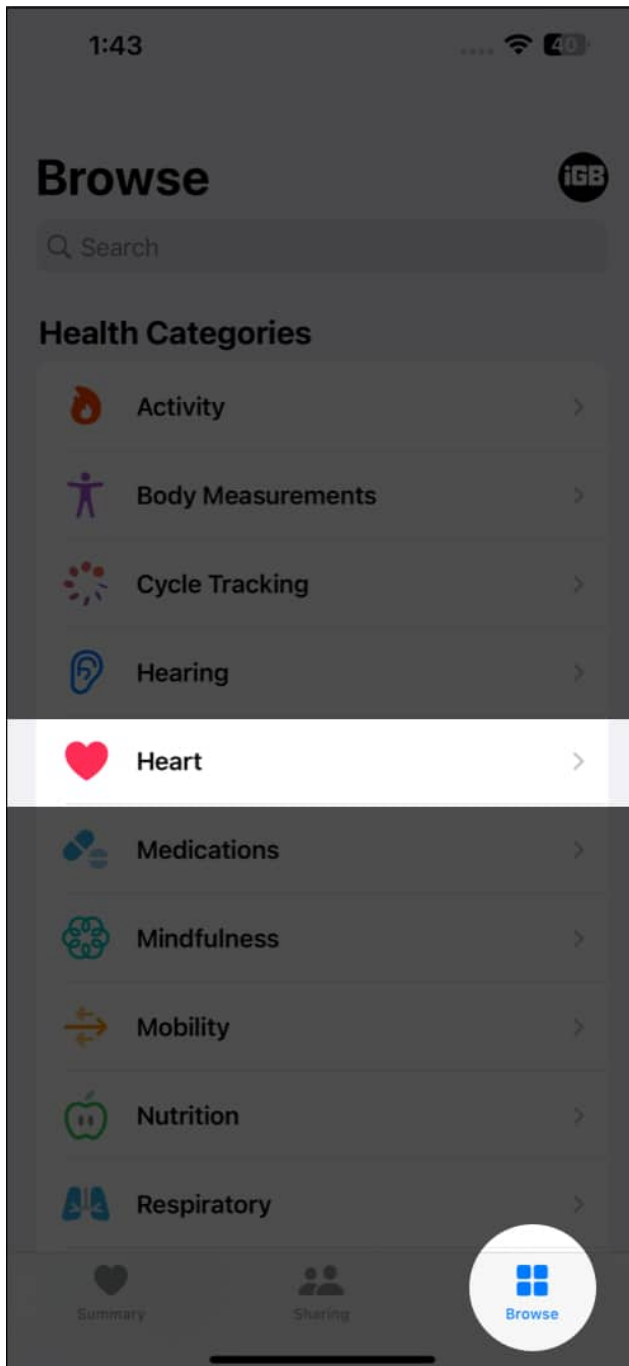 1:43
40
Browse
iGB
Search
Health Categories
Activity
Body Measurements
Cycle Tracking
Hearing
Heart
Medications
Mindfulness
Mobility
Nutrition
Respiratory
Summary
Sharing
Browse